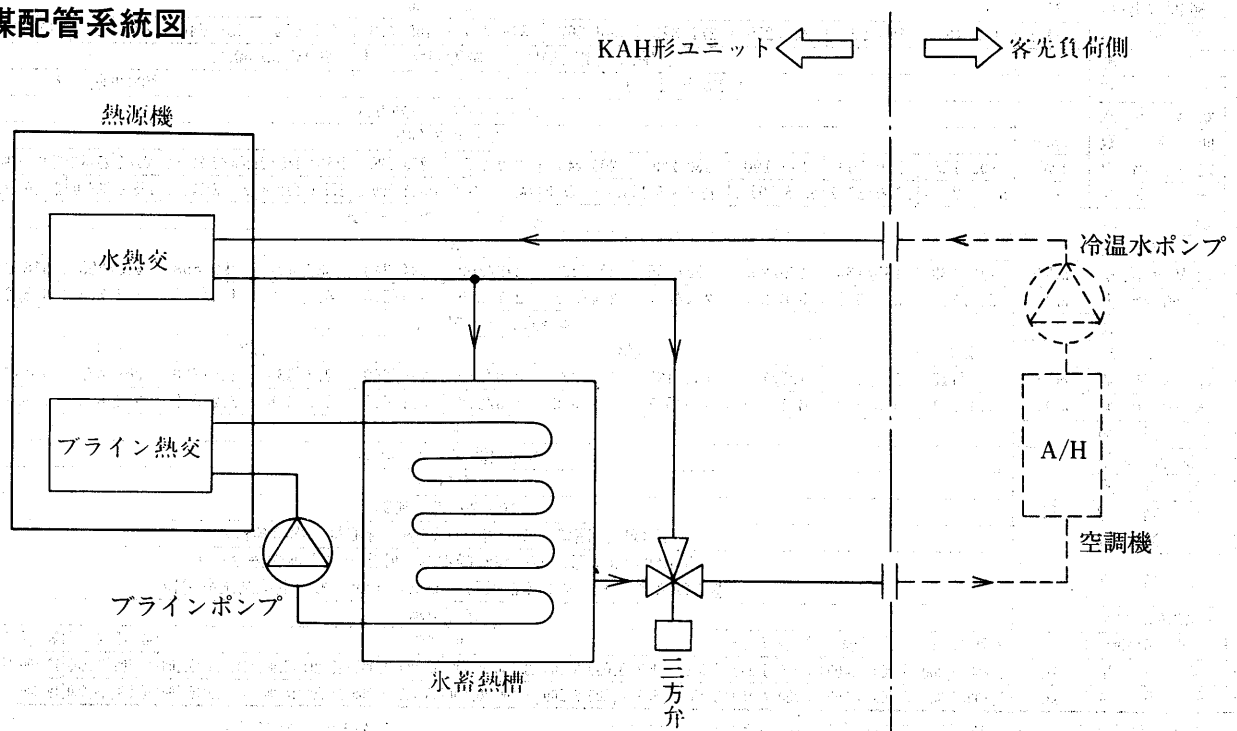 媒配管系統図
KAH形ユニット
客先負荷側
熱源機
水熱交
冷温水ポンプ
ブライン熱交
A/H
空調機
ブラインポンプ
氷蓄熱槽
三方弁